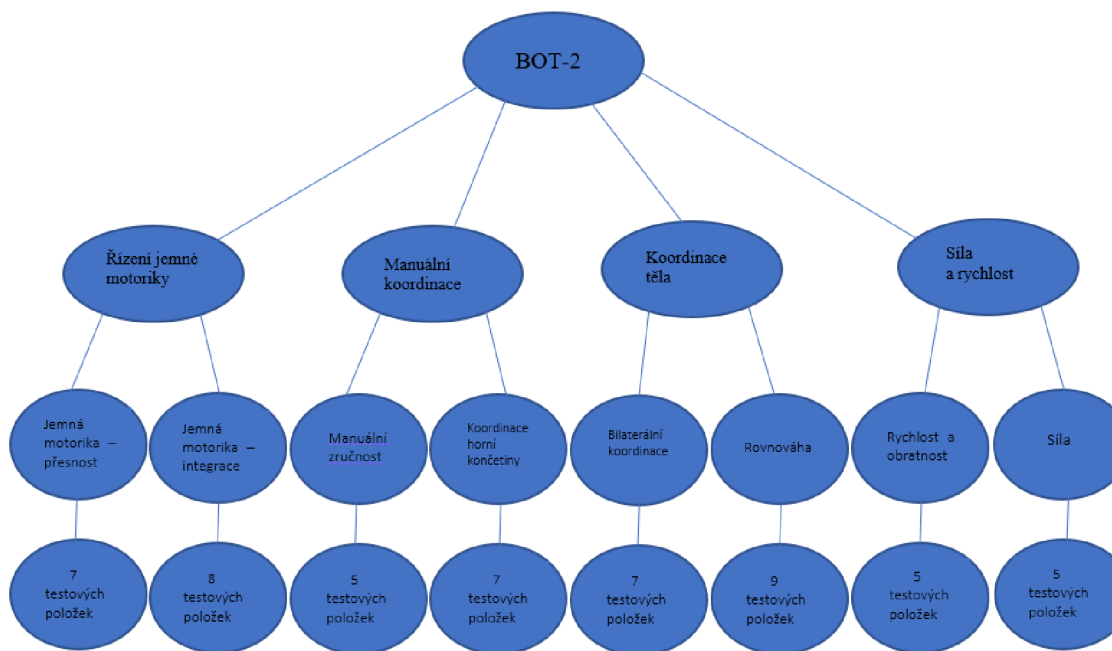 BOT-2
Řízení jemné
motoriky
Manuální
koordinace
Koordinace
těla
Síla
a rychlost
Jemná
motorika –
přesnost
Jemná
motorika –
integrace
Manuální
zručnost
Koordinace
horní
končetiny
Bilaterální
koordinace
Rovnováha
Rychlost a
obratnost
Síla
7
testových
položek
8
testových
položek
5
testových
položek
7
testových
položek
7
testových
položek
9
testových
položek
5
testových
položek
5
testových
položek